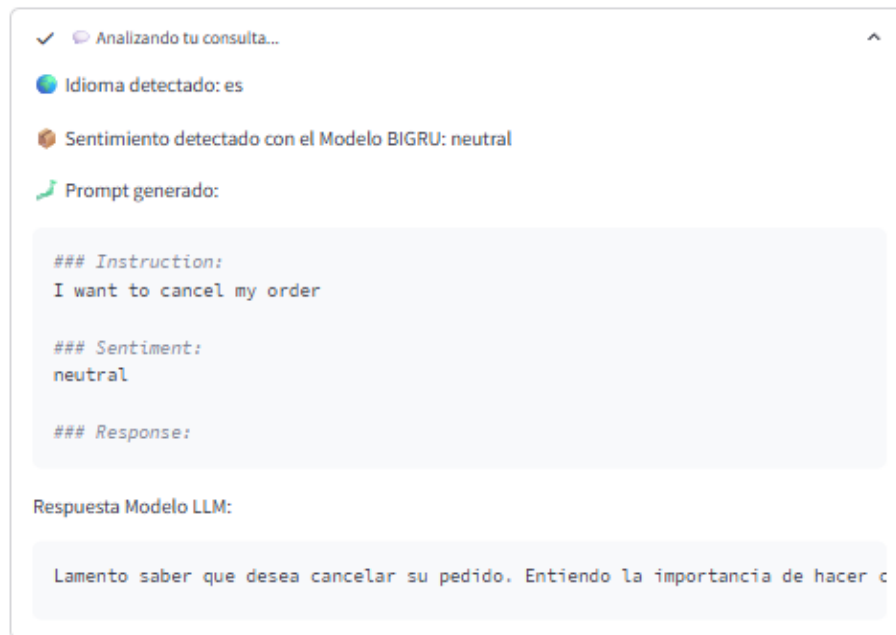 Analizando tu consulta...
Idioma detectado: es
Sentimiento detectado con el Modelo BIGRU: neutral
Prompt generado:
### Instruction:
I want to cancel my order
### Sentiment:
neutral
### Response:
Respuesta Modelo LLM:
Lamento saber que desea cancelar su pedido. Entiendo la importancia de hacer